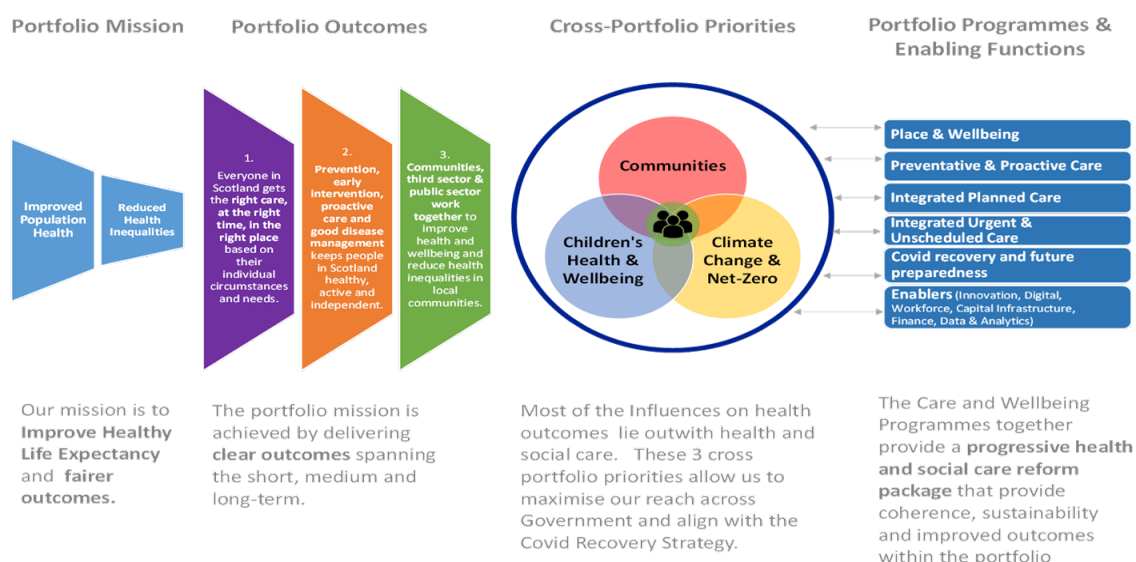 Portfolio Mission
Portfolio Outcomes
Cross-Portfolio Priorities
Portfolio Programmes &
Enabling Functions
Improved
Population
Health
Reduced
Health
Inequalities
1.
Everyone in
Scotland gets
the right care,
at the right
time, in the
right place
based on
their
individual
circumstances
and needs.
2.
Prevention,
early
intervention,
proactive
care and
good disease
management
keeps people
in Scotland
healthy,
active and
independent.
3.
Communities,
third sector &
public sector
work
together to
improve
health and
wellbeing and
reduce health
inequalities in
local
communities.
Communities
Children's
Health &
Wellbeing
Climate
Change &
Net-Zero
Place & Wellbeing
Preventative & Proactive Care
Integrated Planned Care
Integrated Urgent &
Unscheduled Care
Covid recovery and future
preparedness
Enablers (Innovation, Digital,
Workforce, Capital Infrastructure,
Finance, Data & Analytics)
Our mission is to
Improve Healthy
Life Expectancy
and fairer
outcomes.
The portfolio mission is
achieved by delivering
clear outcomes spanning
the short, medium and
long-term.
Most of the Influences on health
outcomes lie outwith health and
social care. These 3 cross
portfolio priorities allow us to
maximise our reach across
Government and align with the
Covid Recovery Strategy.
The Care and Wellbeing
Programmes together
provide a progressive health
and social care reform
package that provide
coherence, sustainability
and improved outcomes
within the portfolio